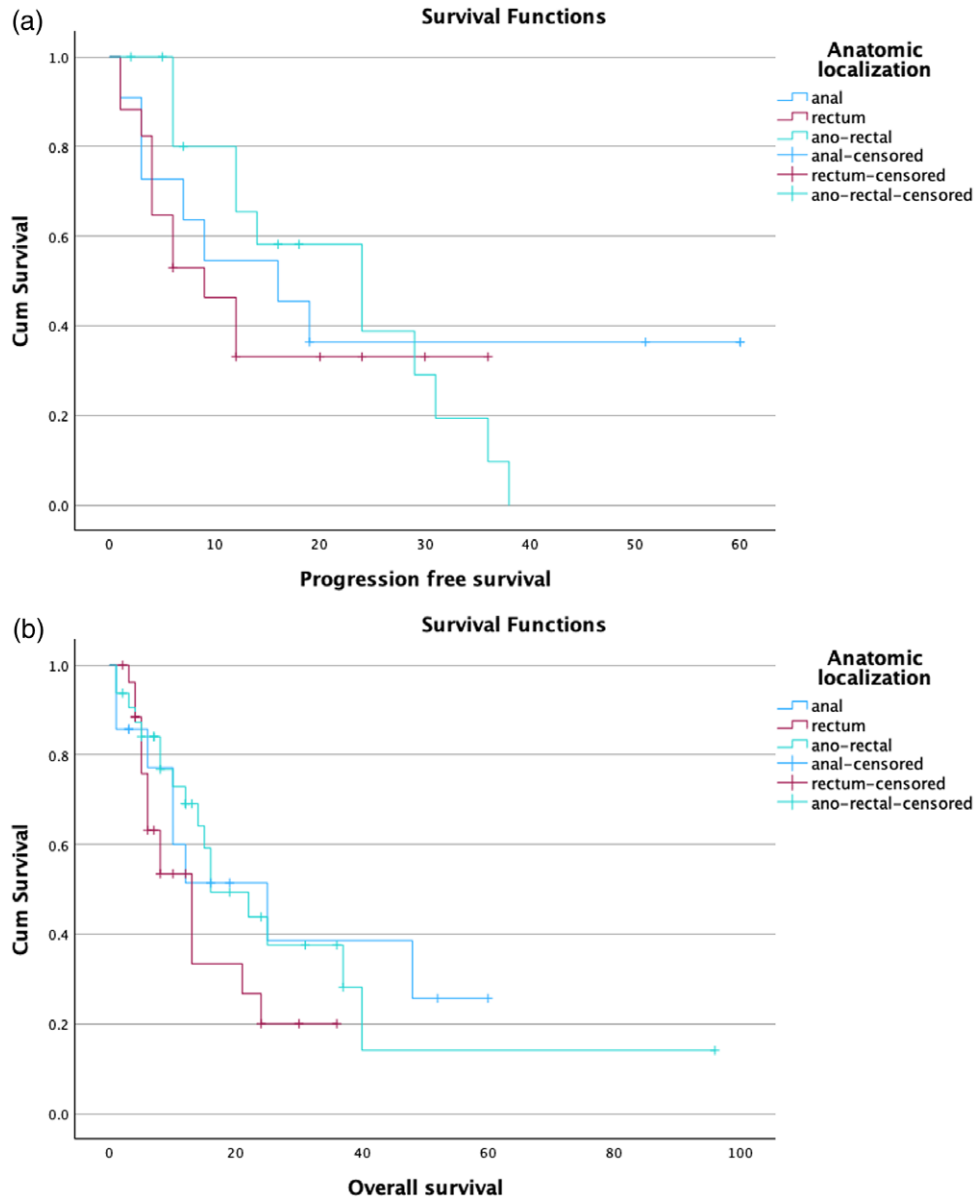 (a)
Survival Functions
Anatomic
localization
anal
rectum
ano-rectal
anal-censored
rectum-censored
ano-rectal-censored
1.0
0.8
0.6
0.4
0.2
0.0
Cum Survival
0 10 20 30 40 50 60
Progression free survival
(b)
Survival Functions
Anatomic
localization
anal
rectum
ano-rectal
anal-censored
rectum-censored
ano-rectal-censored
1.0
0.8
0.6
0.4
0.2
0.0
Cum Survival
0 20 40 60 80 100
Overall survival